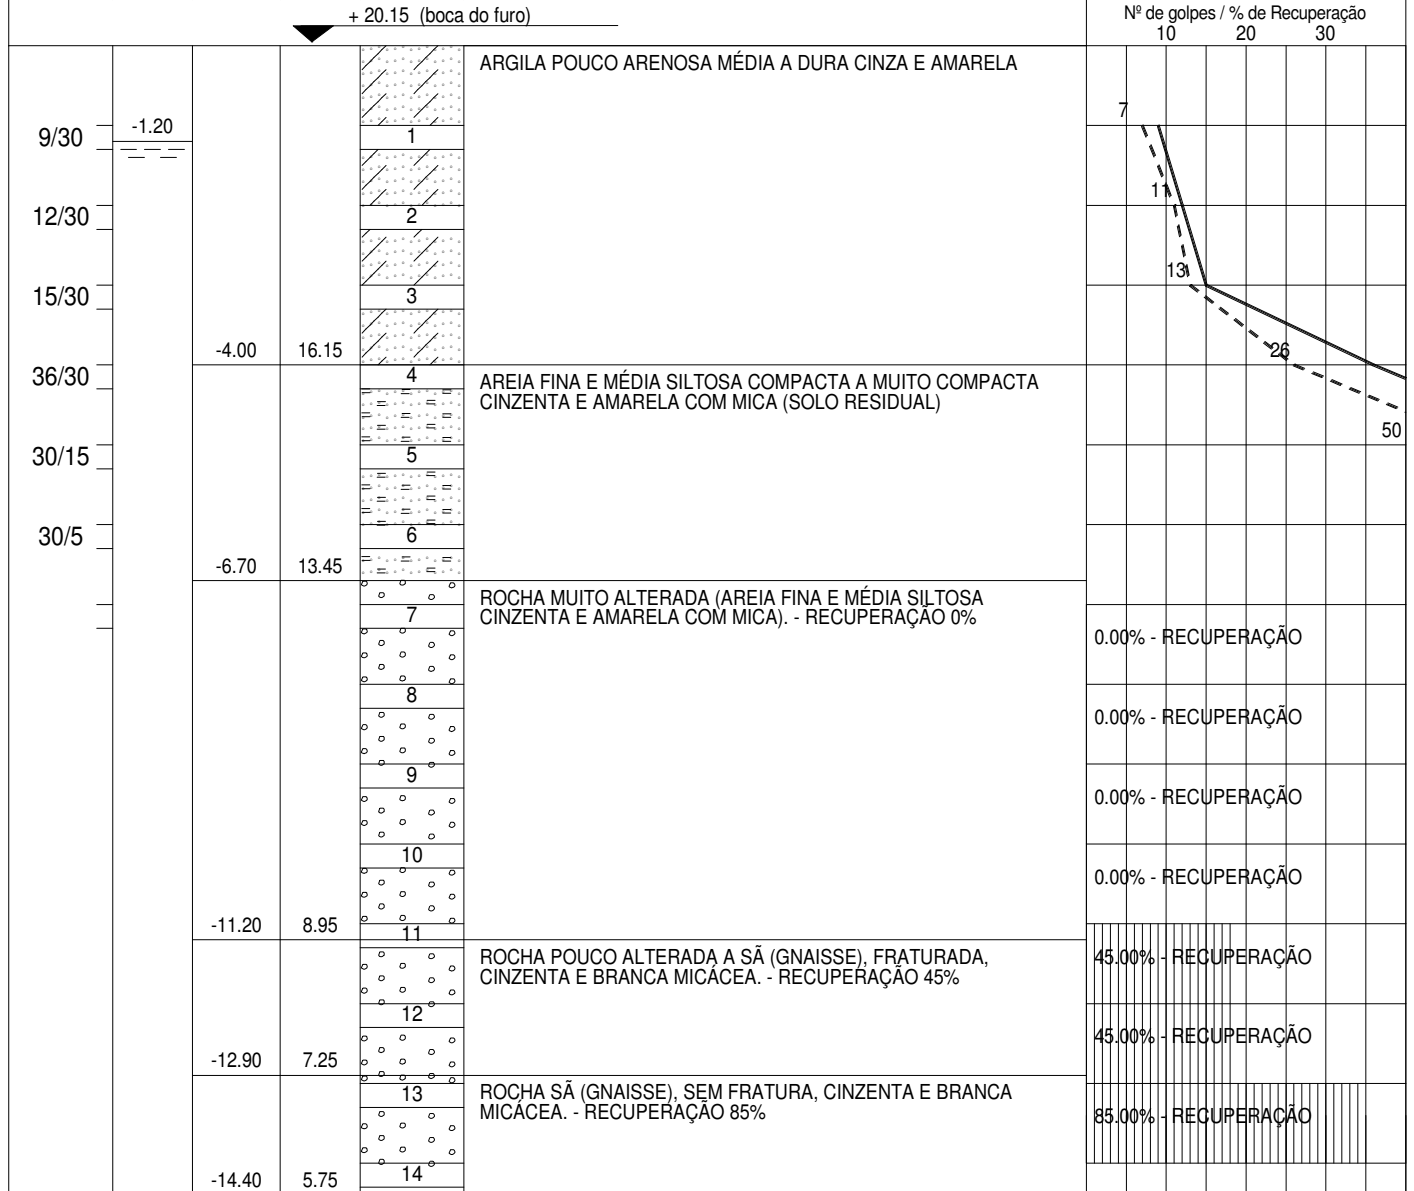 + 20.15 (boca do furo)
Nº de golpes / % de Recuperação
10 20 30
ARGILA POUCO ARENOSA MÉDIA A DURA CINZA E AMARELA
7
9/30
-1.20
1
11
12/30
2
13
15/30
3
-4.00 16.15
26
36/30
4
AREIA FINA E MÉDIA SILTOSA COMPACTA A MUITO COMPACTA
CINZENTA E AMARELA COM MICA (SOLO RESIDUAL)
50
30/15
5
30/5
6
-6.70 13.45
ROCHA MUITO ALTERADA (AREIA FINA E MÉDIA SILTOSA
CINZENTA E AMARELA COM MICA). - RECUPERAÇÃO 0%
7
0.00% - RECUPERAÇÃO
8
0.00% - RECUPERAÇÃO
9
0.00% - RECUPERAÇÃO
10
0.00% - RECUPERAÇÃO
-11.20 8.95
11
ROCHA POUCO ALTERADA A SÃ (GNAISSE), FRATURADA,
CINZENTA E BRANCA MICÁCEA. - RECUPERAÇÃO 45%
45.00% - RECUPERAÇÃO
12
45.00% - RECUPERAÇÃO
-12.90 7.25
13
ROCHA SÃ (GNAISSE), SEM FRATURA, CINZENTA E BRANCA
MICÁCEA. - RECUPERAÇÃO 85%
85.00% - RECUPERAÇÃO
-14.40 5.75
14